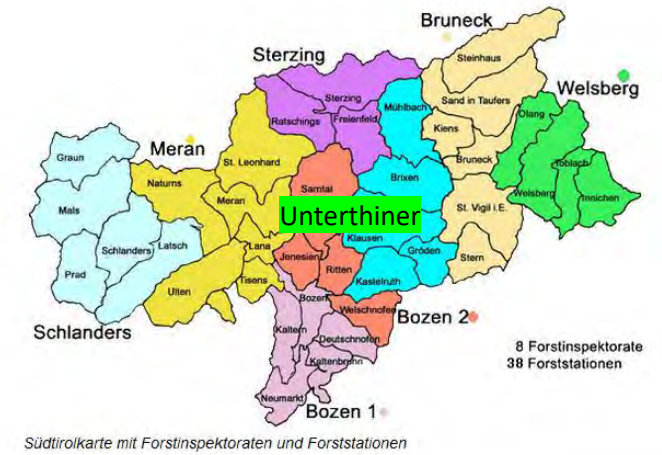 Bruneck
Steinhaus
Sterzing
Sterzing
Sand in Taufers
Welsberg
Mühlbach
Ratschings
Freienfeld
Olang
Kiens
Meran
Graun
St. Leonhard
Bruneck
Toblach
Naturns
Brixen
Sarntal
Welsberg
Innichen
Mals
Meran
St. Vigil i.E.
Unterthiner
Schlanders
Latsch
Lana
Klausen
Gröden
Jenesien
Ritten
Stern
Prad
Ulten
Tisens
Kastelruth
Bozen
Schlanders
Welschnofen
Bozen 2
Kaltern
Deutschnofen
8 Forstinspektorate
Kaltenbrunn
38 Forststationen
Neumarkt
Bozen 1
Südtirolkarte mit Forstinspektoraten und Forststationen